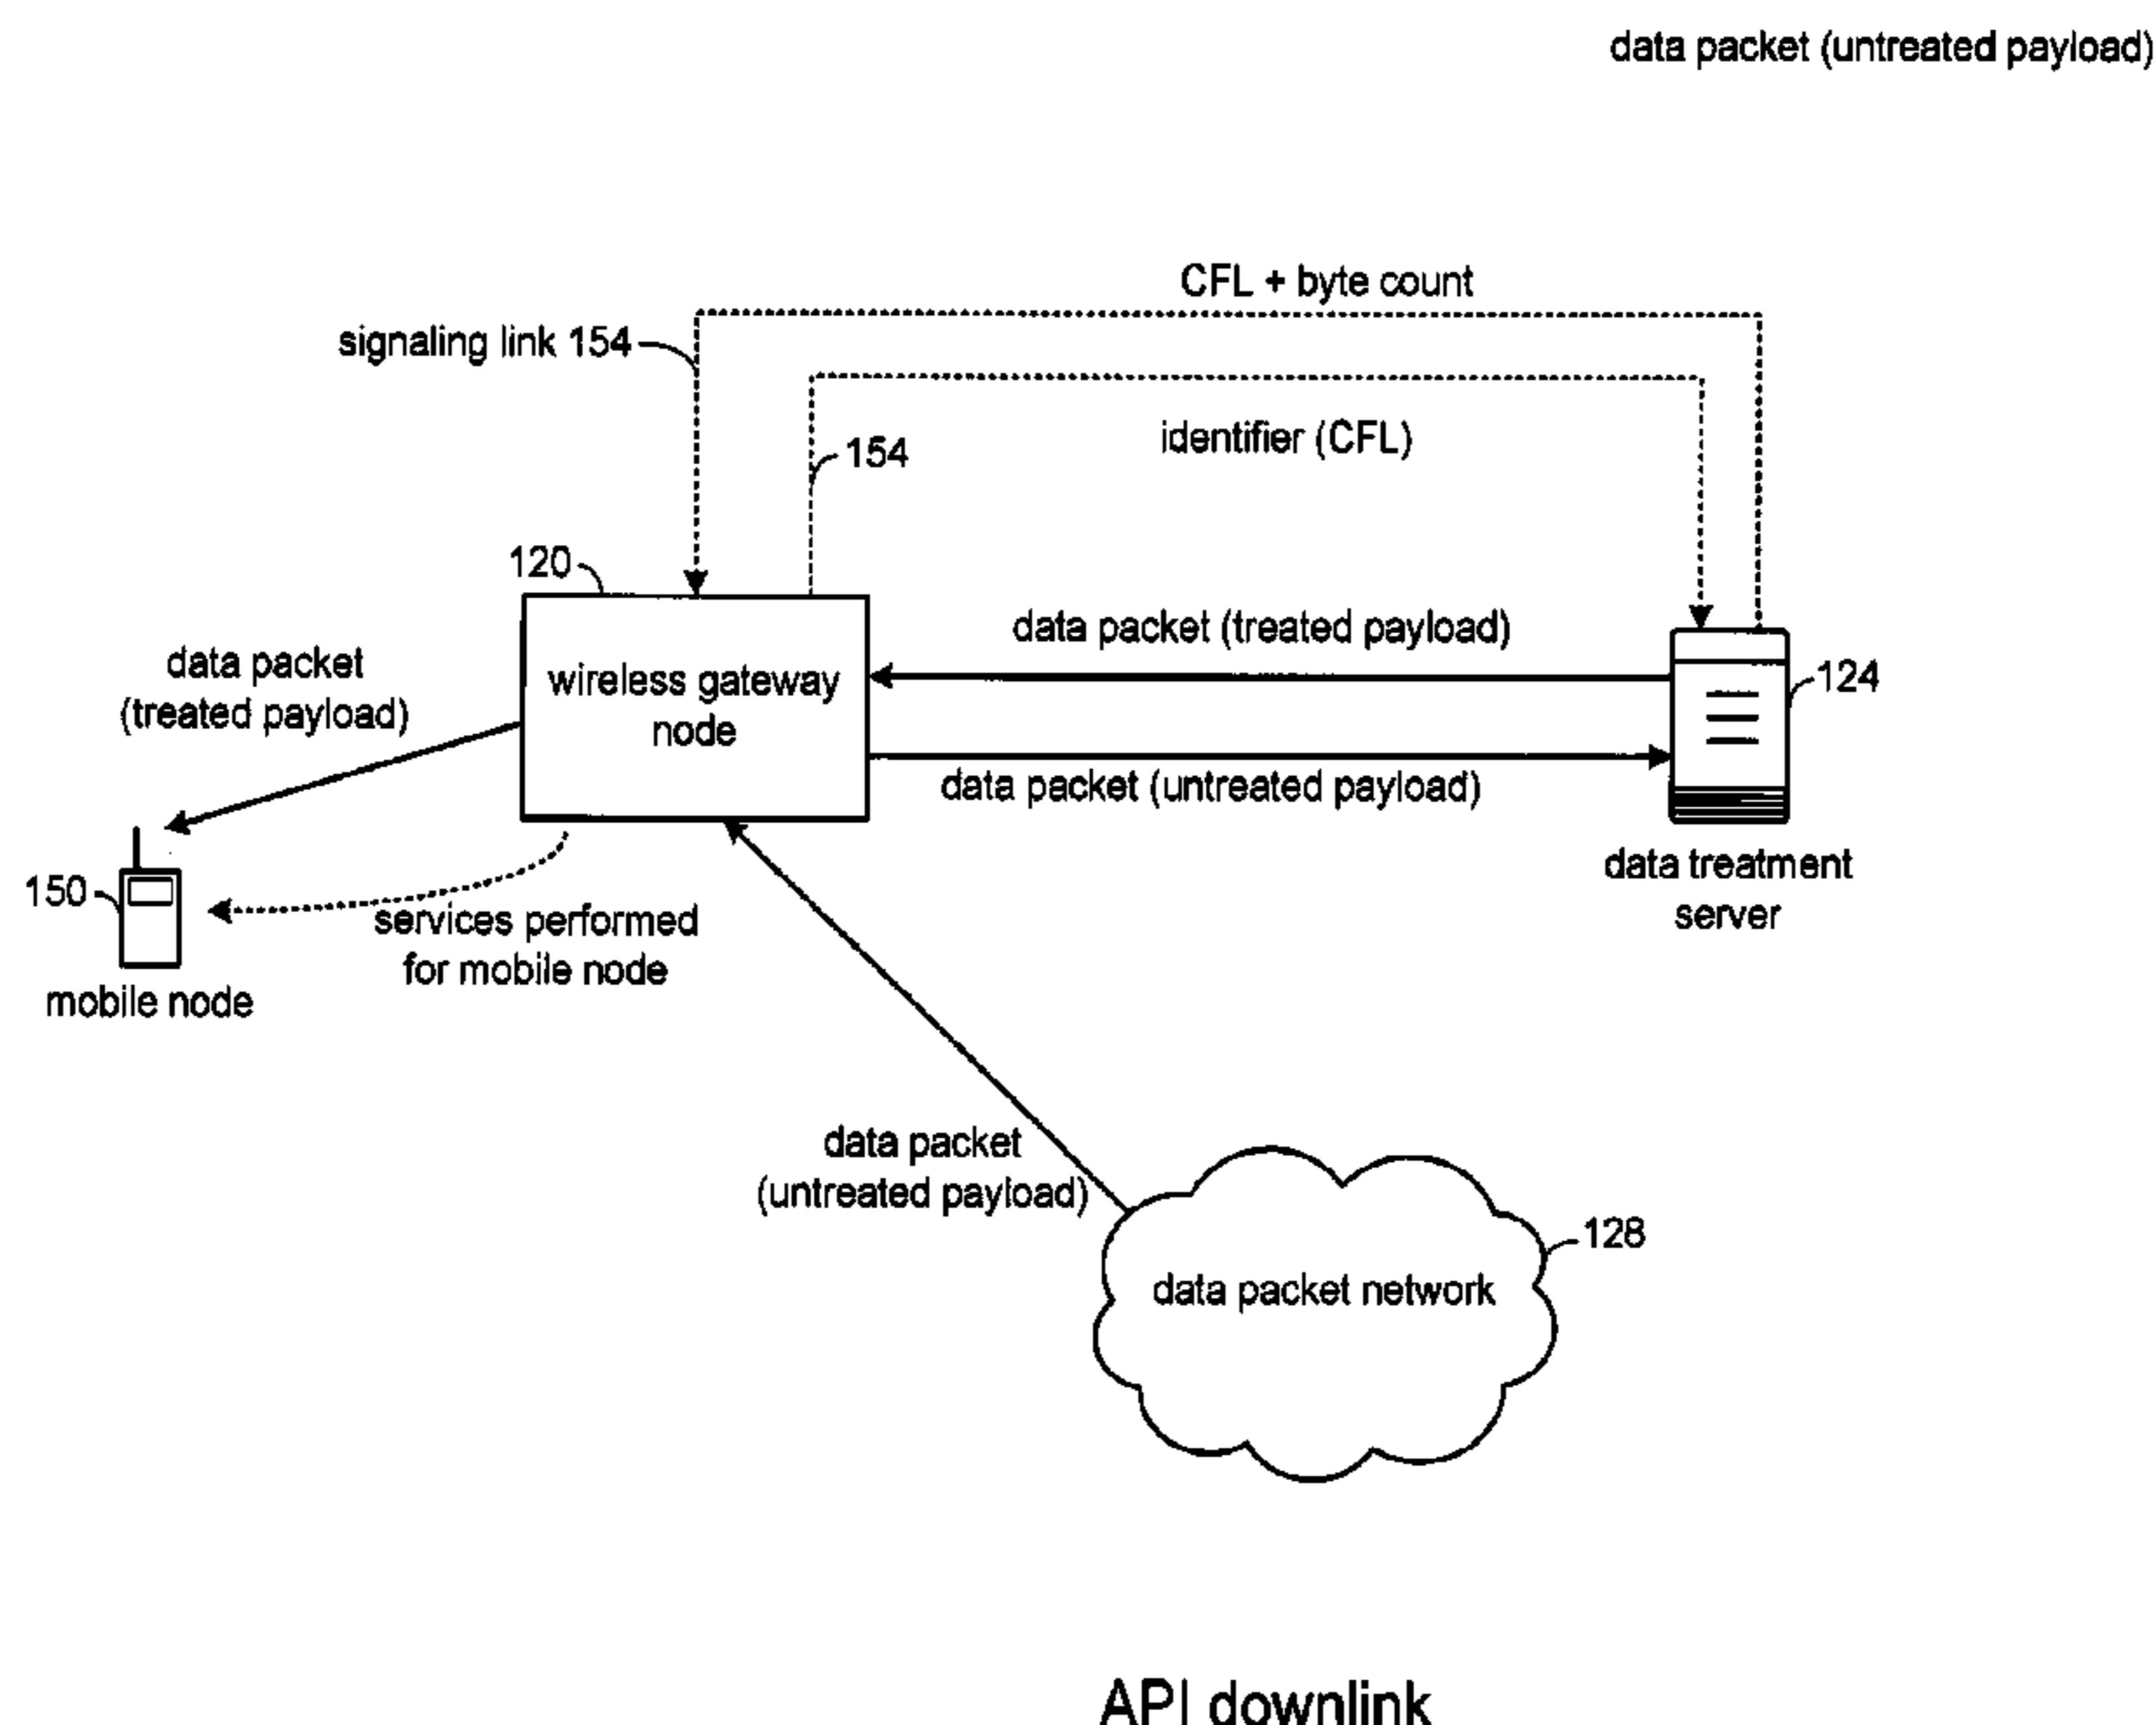 data packet (untreated payload)
CFL + byte count
signaling link 154
identifier (CFL)
154
120
data packet (treated payload)
data packet
(treated payload)
wireless gateway
node
124
data packet (untreated payload)
data treatment
server
150
services performed
for mobile node
mobile node
data packet
(untreated payload)
128
data packet network
API downlink